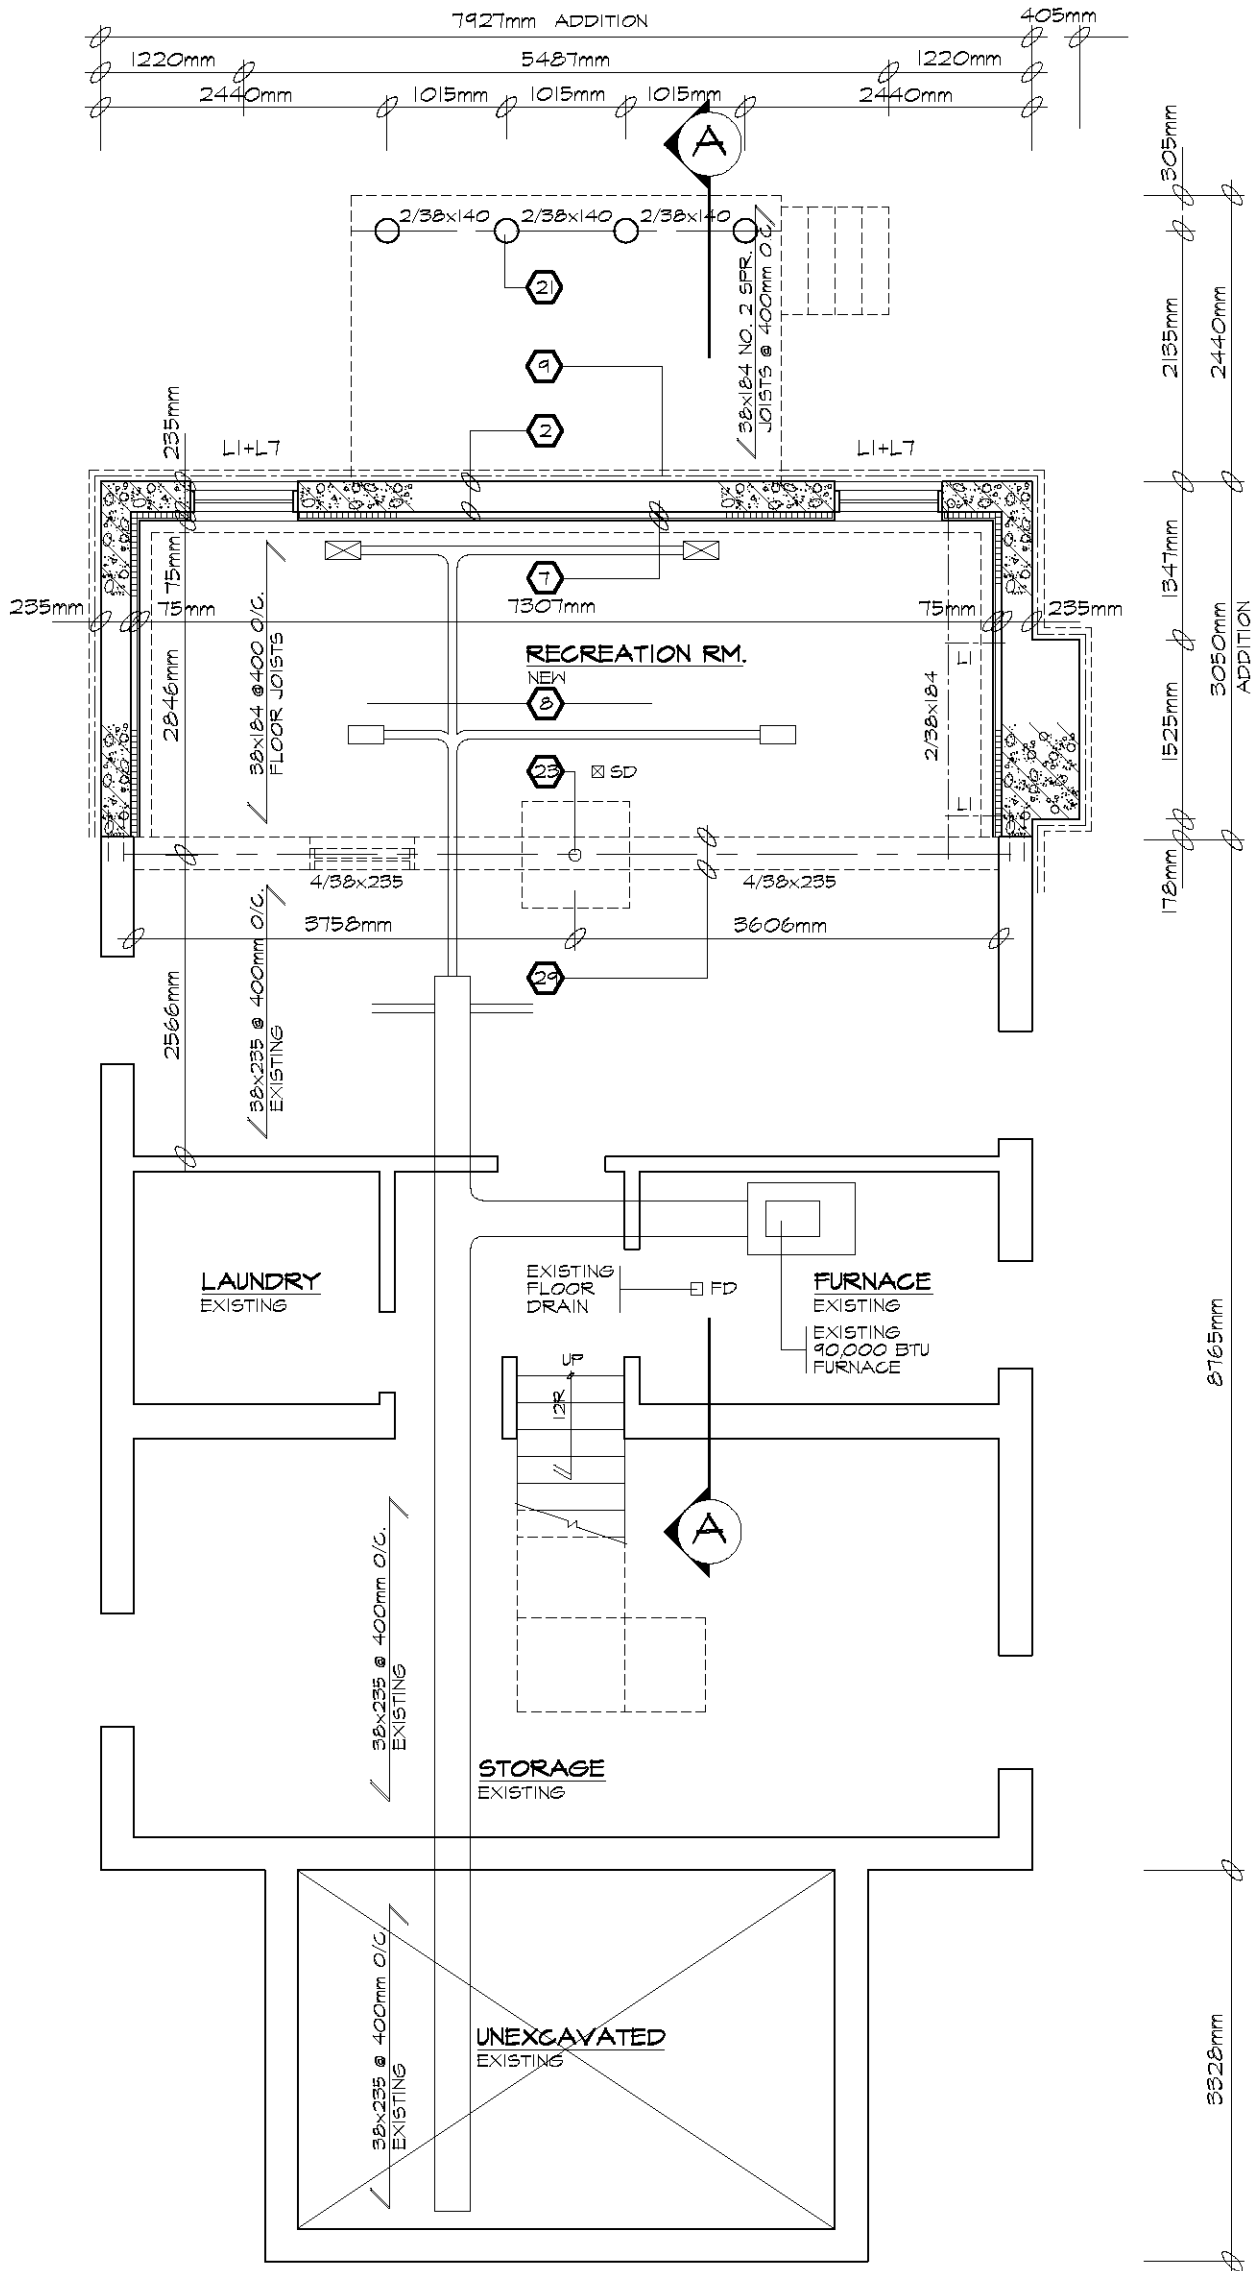 7927mm ADDITION
405mm
1220mm
5487mm
1220mm
2440mm
1015mm
1015mm
1015mm
2440mm
A
305mm
2/38x140
2/38x140
2/38x140
21
38x184 NO. 2 SPR.
JOISTS @ 400mm O.C.
2135mm
2440mm
9
2
235mm
L1+L7
L1+L7
75mm
7
1347mm
235mm
75mm
7307mm
75mm
235mm
3050mm
ADDITION
RECREATION RM.
NEW
38x184 @400 O/C.
FLOOR JOISTS
2846mm
8
L1
2/38x184
1525mm
23
SD
L1
4/38x235
4/38x235
178mm
3758mm
3606mm
29
38x235 @ 400mm O/C.
EXISTING
2566mm
LAUNDRY
EXISTING
EXISTING
FLOOR
DRAIN
FD
FURNACE
EXISTING
EXISTING
90,000 BTU
FURNACE
8765mm
UP
12R
A
38x235 @ 400mm O/C.
EXISTING
STORAGE
EXISTING
38x235 @ 400mm O/C
EXISTING
UNEXCAVATED
EXISTING
3328mm